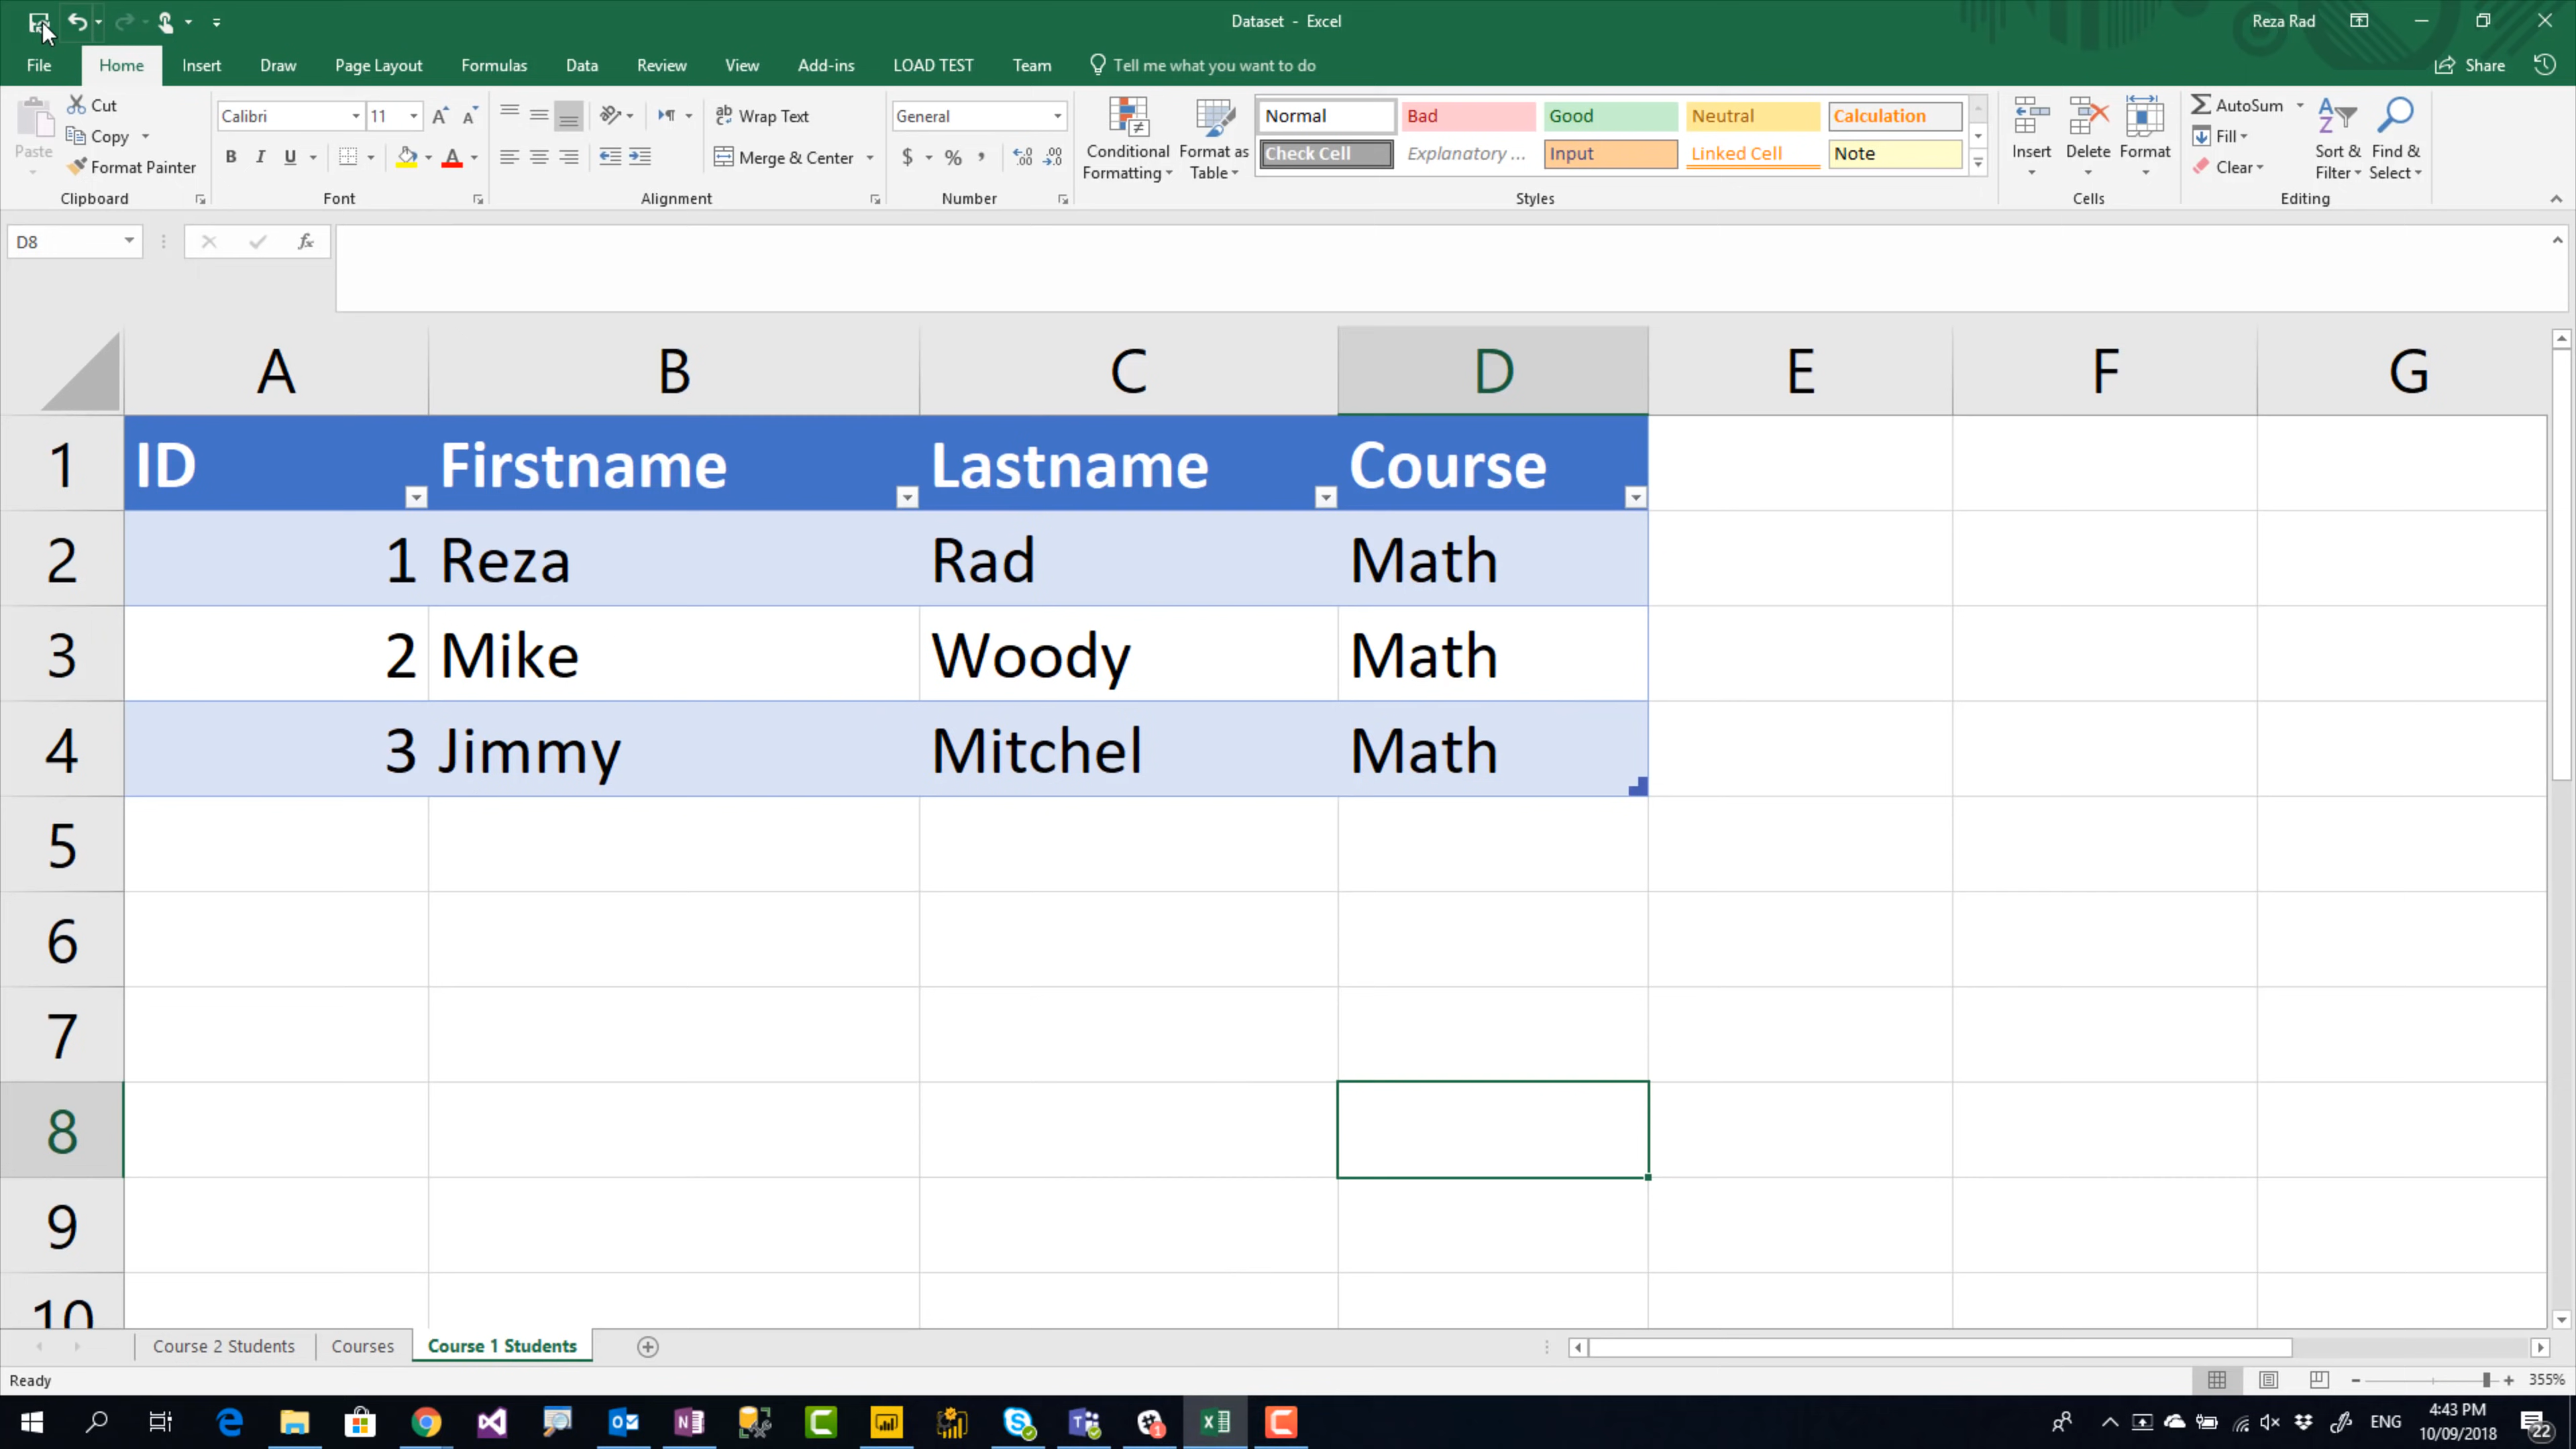 Dataset - Excel
Reza Rad
File Home Insert Draw Page Layout Formulas Data Review View Add-ins LOAD TEST Team Tell me what you want to do Share
Cut
Copy
Format Painter
Paste
Clipboard
Calibri 11
B I U
Font
Wrap Text
Merge & Center
Alignment
General
$ % ,
Number
Conditional Formatting
Format as Table
Normal Bad Good Neutral Calculation
Check Cell Explanatory ... Input Linked Cell Note
Styles
Insert Delete Format
Cells
AutoSum
Fill
Clear
Sort & Filter
Find & Select
Editing
D8
fx
A B C D E F G
1 ID Firstname Lastname Course
2 1 Reza Rad Math
3 2 Mike Woody Math
4 3 Jimmy Mitchel Math
5
6
7
8
9
10
Course 2 Students Courses Course 1 Students
Ready
355%
ENG
4:43 PM
10/09/2018
22